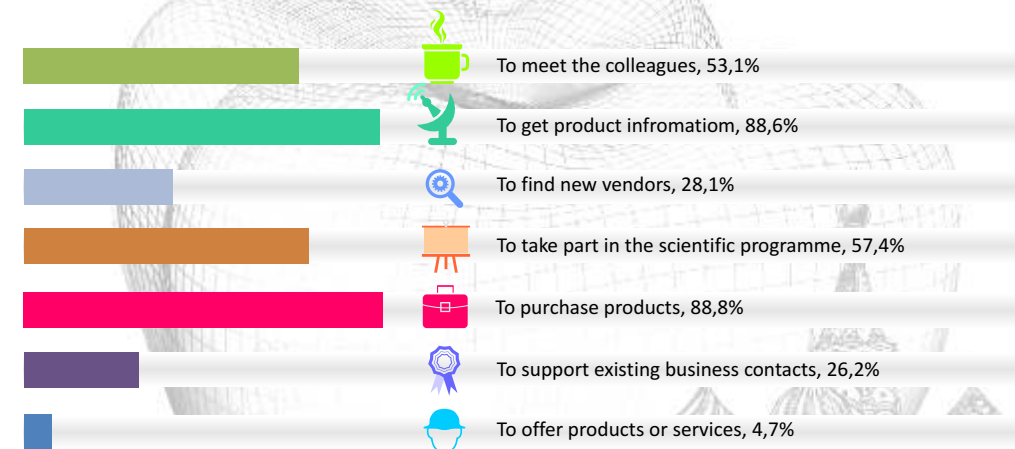 To meet the colleagues, 53,1%
To get product infromatiom, 88,6%
To find new vendors, 28,1%
To take part in the scientific programme, 57,4%
To purchase products, 88,8%
To support existing business contacts, 26,2%
To offer products or services, 4,7%